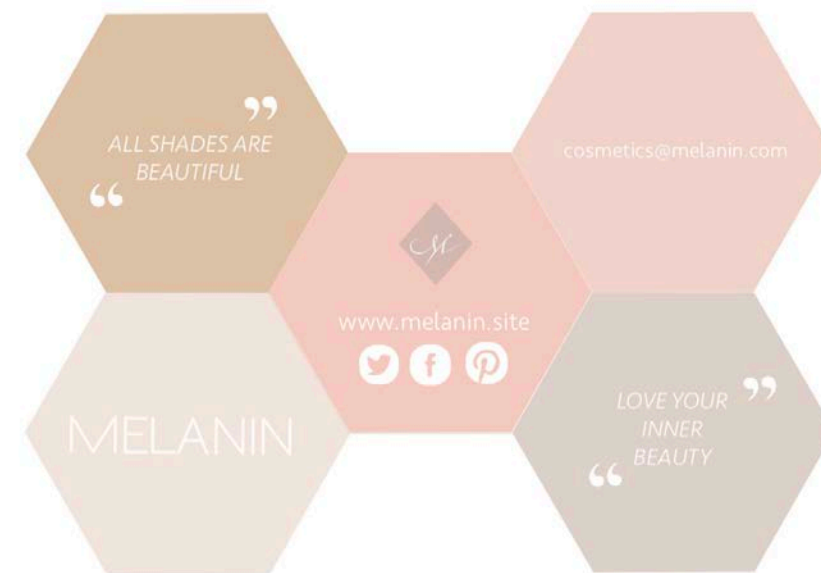 ALL SHADES ARE
BEAUTIFUL
cosmetics@melanin.com
www.melanin.site
MELANIN
LOVE YOUR
INNER
BEAUTY